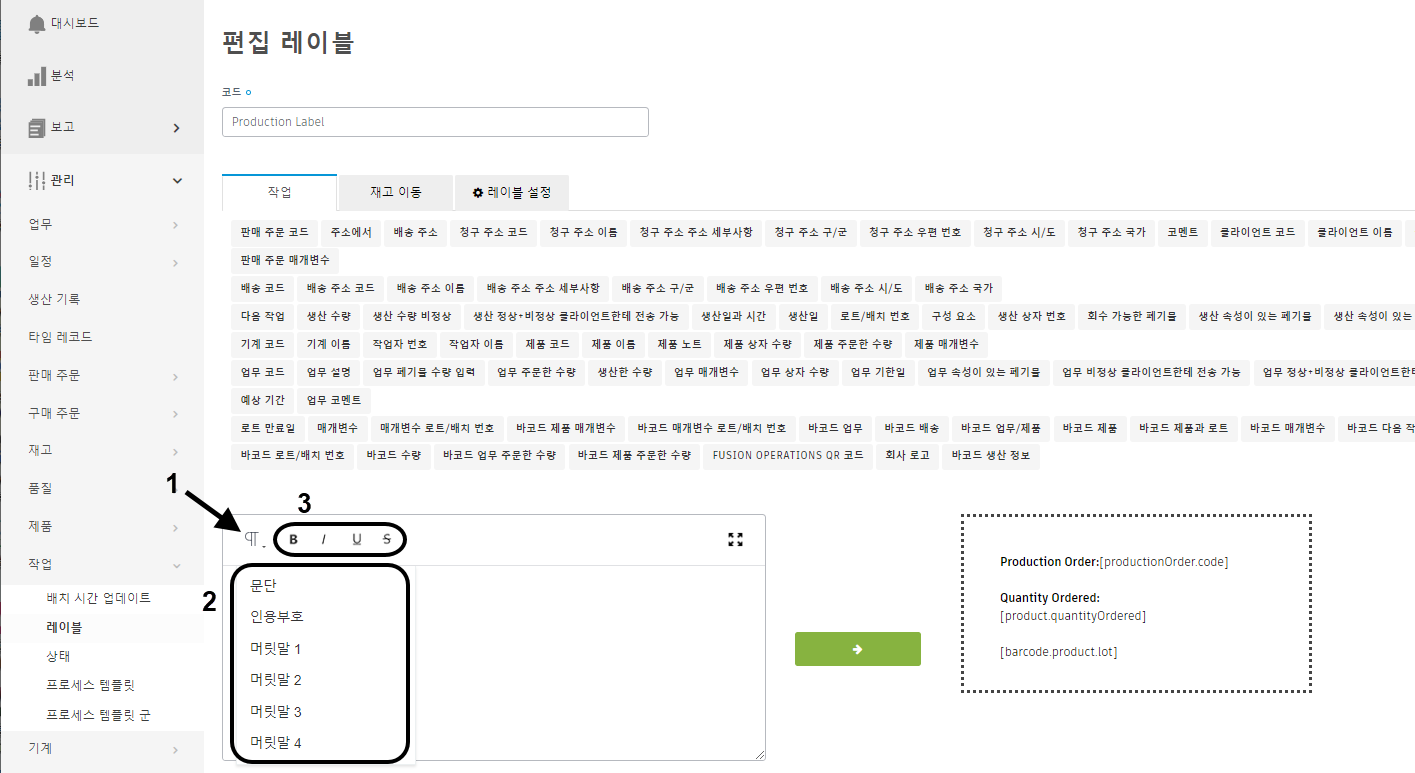 대시보드
분석
보고
관리
업무
일정
생산 기록
타임 레코드
판매 주문
구매 주문
재고
품질
제품
작업
배치 시간 업데이트
레이블
상태
프로세스 템플릿
프로세스 템플릿 군
기계
편집 레이블
코드
Production Label
작업 재고 이동 레이블 설정
판매 주문 코드 주소에서 배송 주소 청구 주소 코드 청구 주소 이름 청구 주소 주소 세부사항 청구 주소 구/군 청구 주소 우편 번호 청구 주소 시/도 청구 주소 국가 코멘트 클라이언트 코드 클라이언트 이름
판매 주문 매개변수
배송 코드 배송 주소 코드 배송 주소 이름 배송 주소 주소 세부사항 배송 주소 구/군 배송 주소 우편 번호 배송 주소 시/도 배송 주소 국가
다음 작업 생산 수량 생산 수량 비정상 생산 정상+비정상 클라이언트한테 전송 가능 생산일과 시간 생산일 로트/배치 번호 구성 요소 생산 상자 번호 회수 가능한 폐기물 생산 속성이 있는 폐기물 생산 속성이 있는
기계 코드 기계 이름 작업자 번호 작업자 이름 제품 코드 제품 이름 제품 노트 제품 상자 수량 제품 주문한 수량 제품 매개변수
업무 코드 업무 설명 업무 폐기물 수량 입력 업무 주문한 수량 생산한 수량 업무 매개변수 업무 상자 수량 업무 기한일 업무 속성이 있는 폐기물 업무 비정상 클라이언트한테 전송 가능 업무 정상+비정상 클라이언트한테
예상 기간 업무 코멘트
로트 만료일 매개변수 매개변수 로트/배치 번호 바코드 제품 매개변수 바코드 매개변수 로트/배치 번호 바코드 업무 바코드 배송 바코드 업무/제품 바코드 제품 바코드 제품과 로트 바코드 매개변수 바코드 다음 작
바코드 로트/배치 번호 바코드 수량 바코드 업무 주문한 수량 바코드 제품 주문한 수량 FUSION OPERATIONS QR 코드 회사 로고 바코드 생산 정보
1
3
B I U S
2
문단
인용부호
머릿말 1
머릿말 2
머릿말 3
머릿말 4
Production Order:[productionOrder.code]
Quantity Ordered:
[product.quantityOrdered]
[barcode.product.lot]